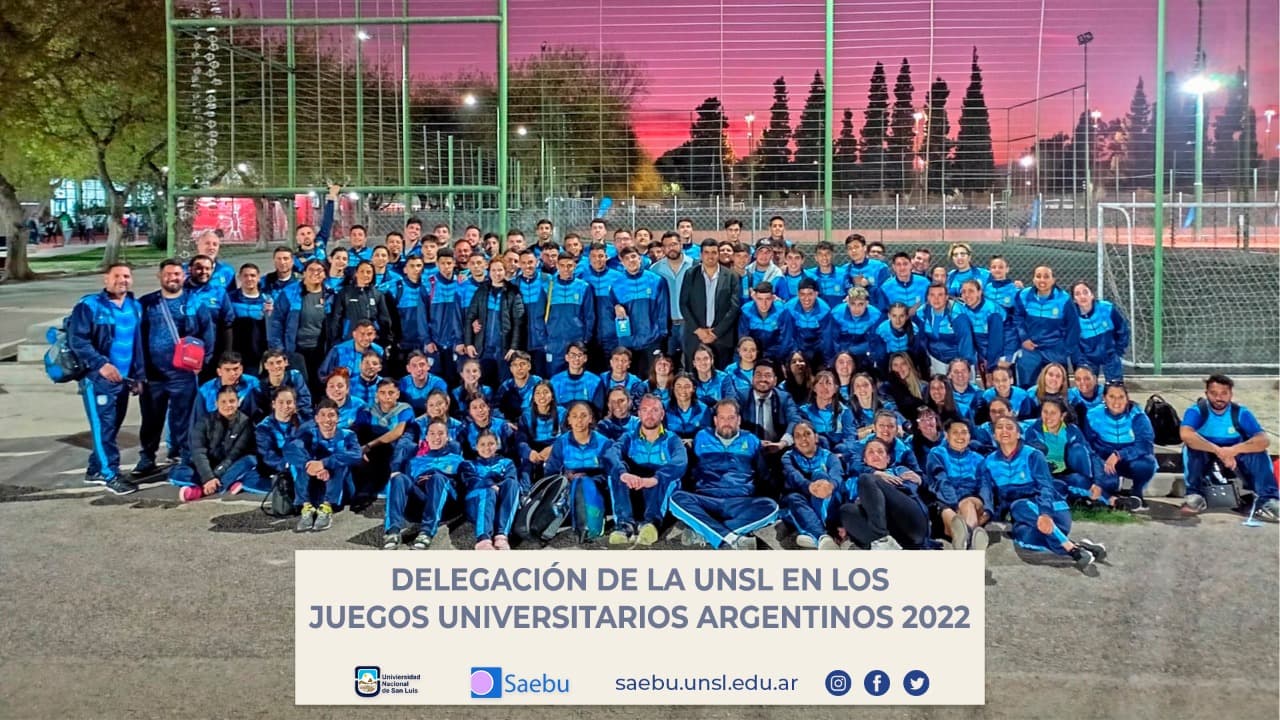 DELEGACIÓN DE LA UNSL EN LOS
JUEGOS UNIVERSITARIOS ARGENTINOS 2022
Universidad
Nacional
de San Luis
Saebu
saebu.unsl.edu.ar